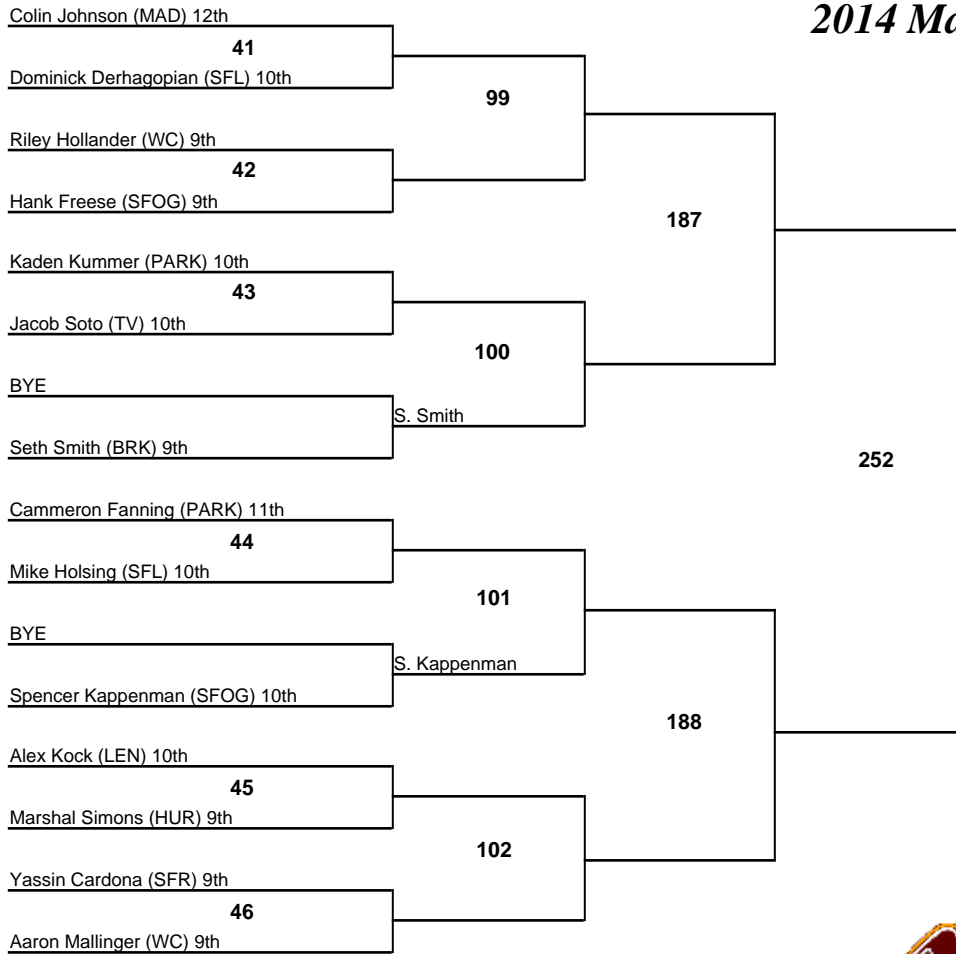 2014 Ma
Colin Johnson (MAD) 12th
41
Dominick Derhagopian (SFL) 10th
99
Riley Hollander (WC) 9th
42
Hank Freese (SFOG) 9th
187
Kaden Kummer (PARK) 10th
43
Jacob Soto (TV) 10th
100
BYE
S. Smith
Seth Smith (BRK) 9th
252
Cammeron Fanning (PARK) 11th
44
Mike Holsing (SFL) 10th
101
BYE
S. Kappenman
Spencer Kappenman (SFOG) 10th
188
Alex Kock (LEN) 10th
45
Marshal Simons (HUR) 9th
102
Yassin Cardona (SFR) 9th
46
Aaron Mallinger (WC) 9th